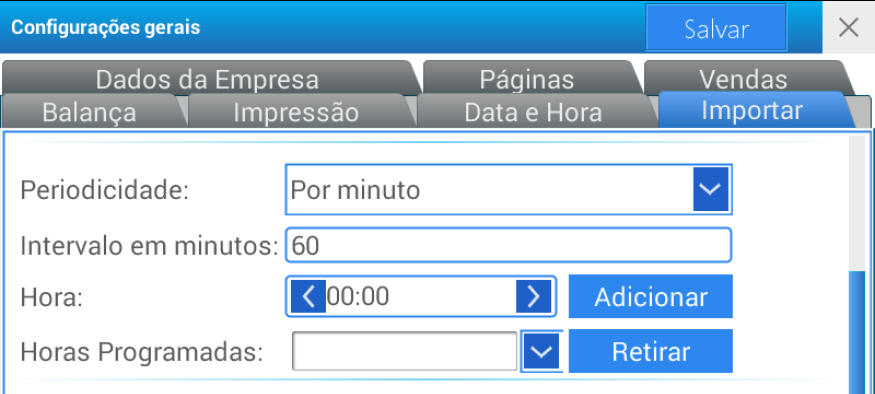 Configurações gerais
Salvar
Dados da Empresa
Páginas
Vendas
Balança
Impressão
Data e Hora
Importar
Periodicidade:
Por minuto
Intervalo em minutos:
60
Hora:
00:00
Adicionar
Horas Programadas:
Retirar